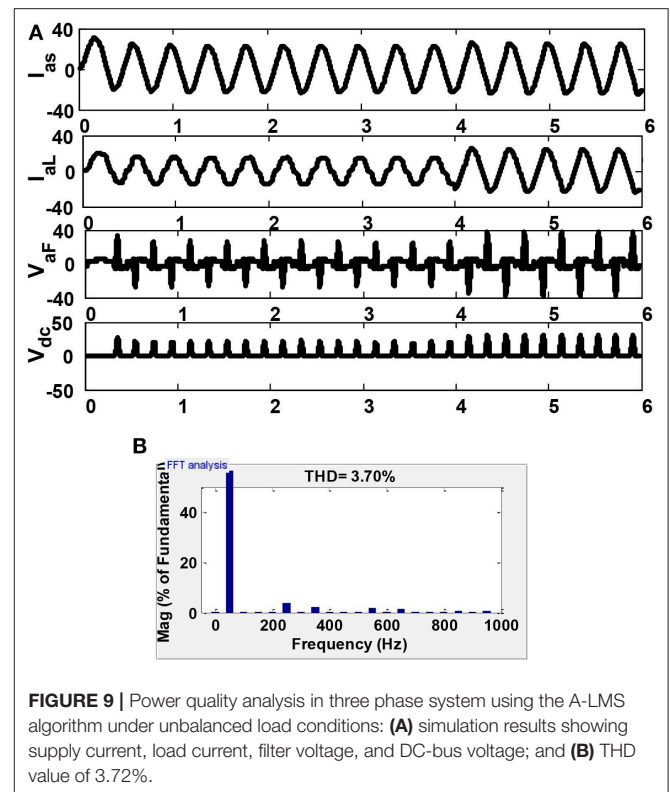 A
40
0
-40
I as
0 1 2 3 4 5 6
40
0
-40
I aL
0 1 2 3 4 5 6
40
0
-40
V aF
0 1 2 3 4 5 6
50
0
-50
V dc
0 1 2 3 4 5 6
B
FFT analysis
THD= 3.70%
Mag (% of Fundamental
40
20
0
0 200 400 600 800 1000
Frequency (Hz)
FIGURE 9 | Power quality analysis in three phase system using the A-LMS
algorithm under unbalanced load conditions: (A) simulation results showing
supply current, load current, filter voltage, and DC-bus voltage; and (B) THD
value of 3.72%.